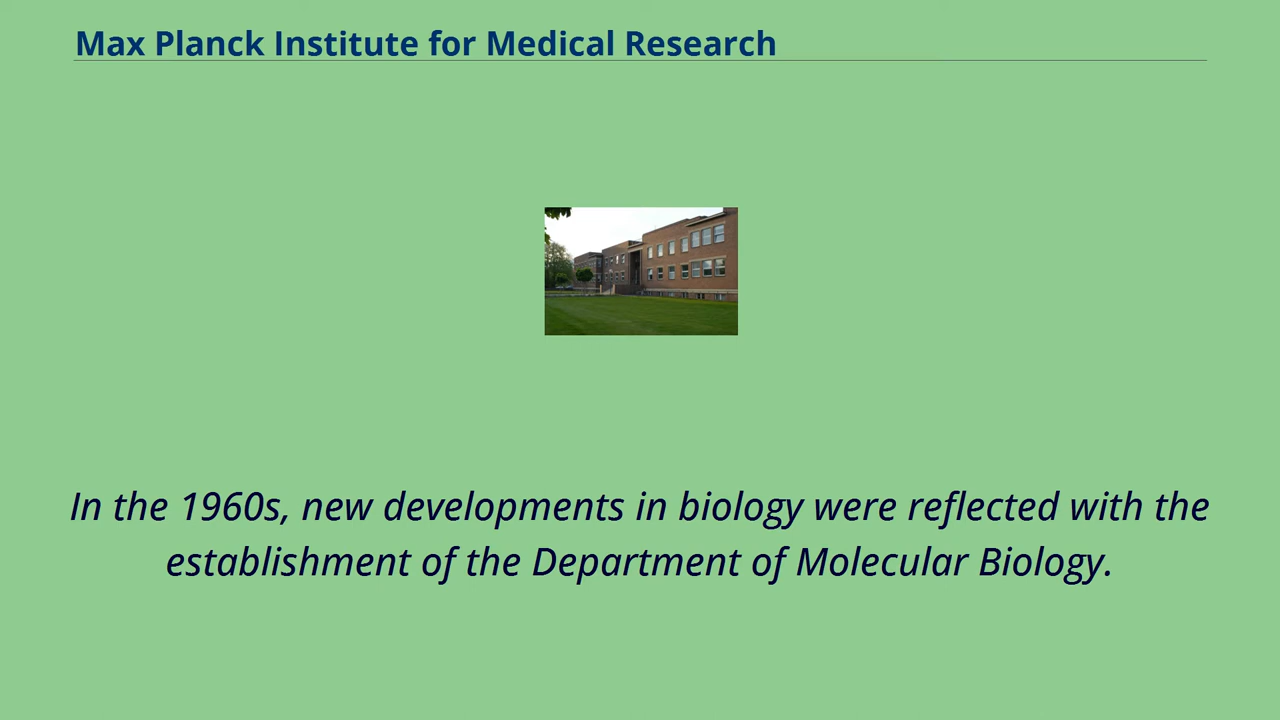 Max Planck Institute for Medical Research
In the 1960s, new developments in biology were reflected with the
establishment of the Department of Molecular Biology.